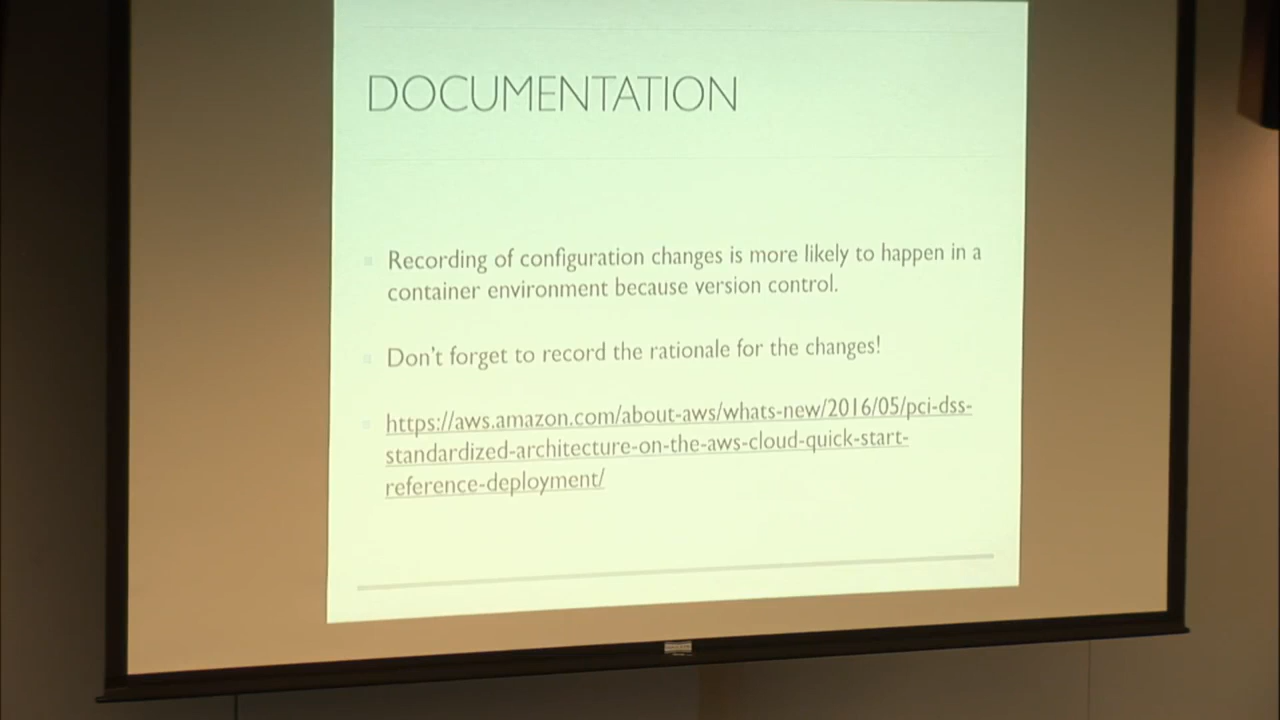 DOCUMENTATION
Recording of configuration changes is more likely to happen in a
container environment because version control.
Don't forget to record the rationale for the changes!
https://aws.amazon.com/about-aws/whats-new/2016/05/pci-dss-
standardized-architecture-on-the-aws-cloud-quick-start-
reference-deployment/